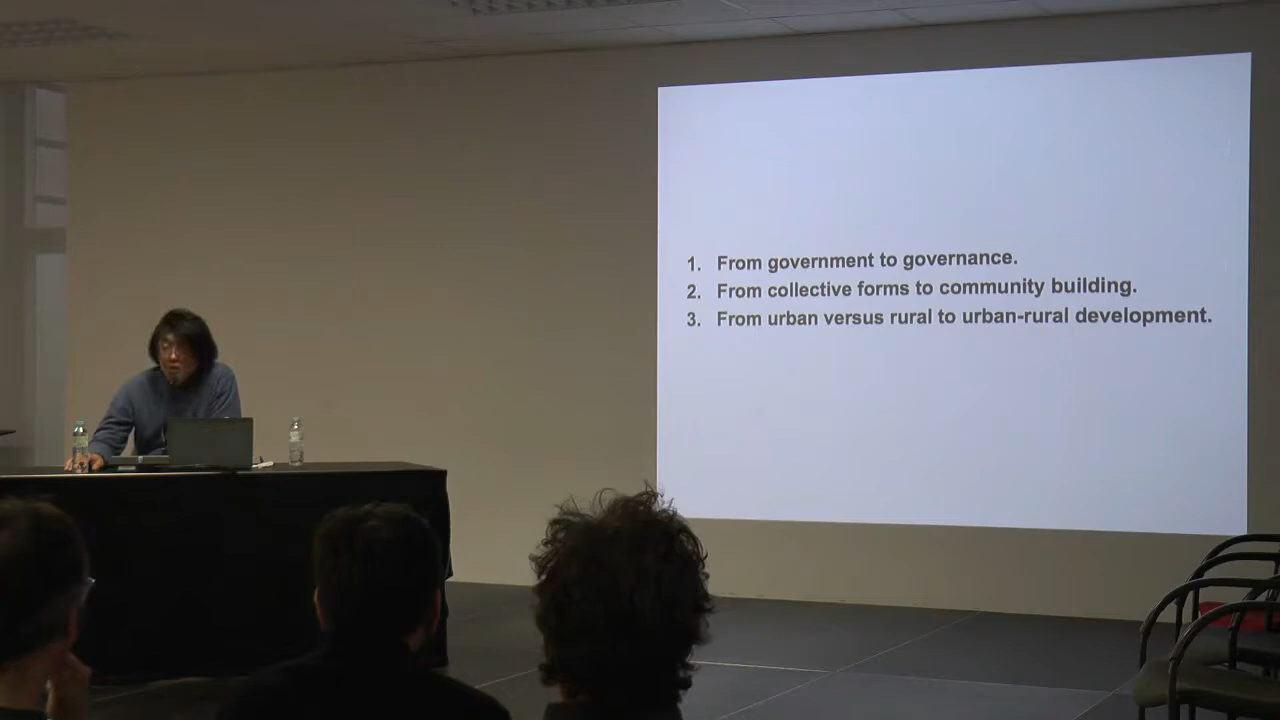 1. From government to governance.
2. From collective forms to community building.
3. From urban versus rural to urban-rural development.